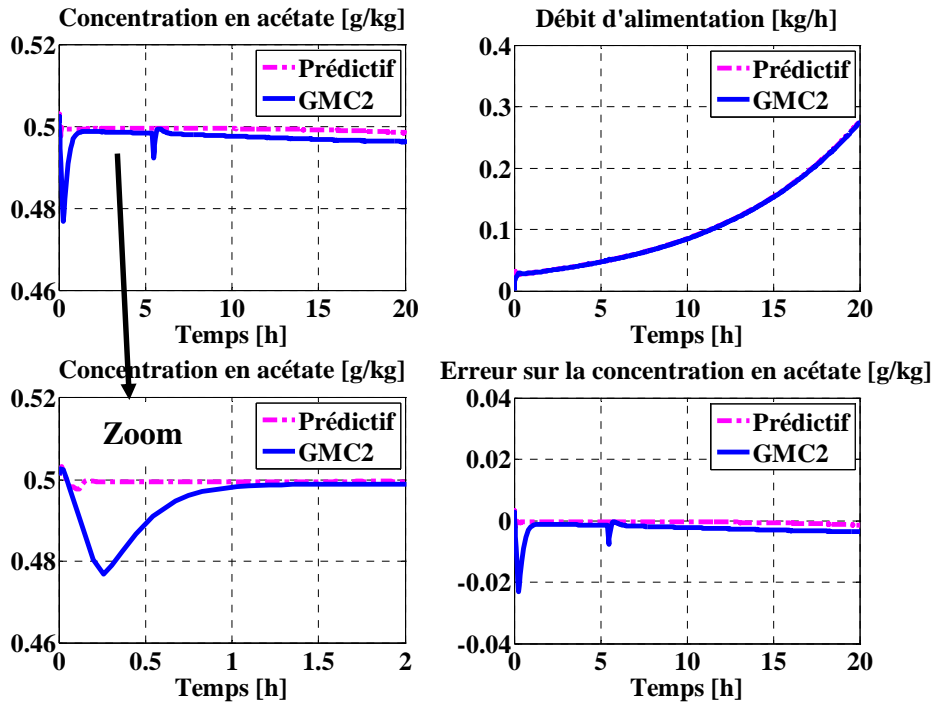 Concentration en acétate [g/kg]
0.52
0.5
0.48
0.46
0 5 10 15 20
Temps [h]
Prédictif
GMC2
Débit d'alimentation [kg/h]
0.4
0.3
0.2
0.1
0
0 5 10 15 20
Temps [h]
Prédictif
GMC2
Concentration en acétate [g/kg]
0.52
0.5
0.48
0.46
0 0.5 1 1.5 2
Temps [h]
Zoom
Prédictif
GMC2
Erreur sur la concentration en acétate [g/kg]
0.04
0.02
0
-0.02
-0.04
0 5 10 15 20
Temps [h]
Prédictif
GMC2